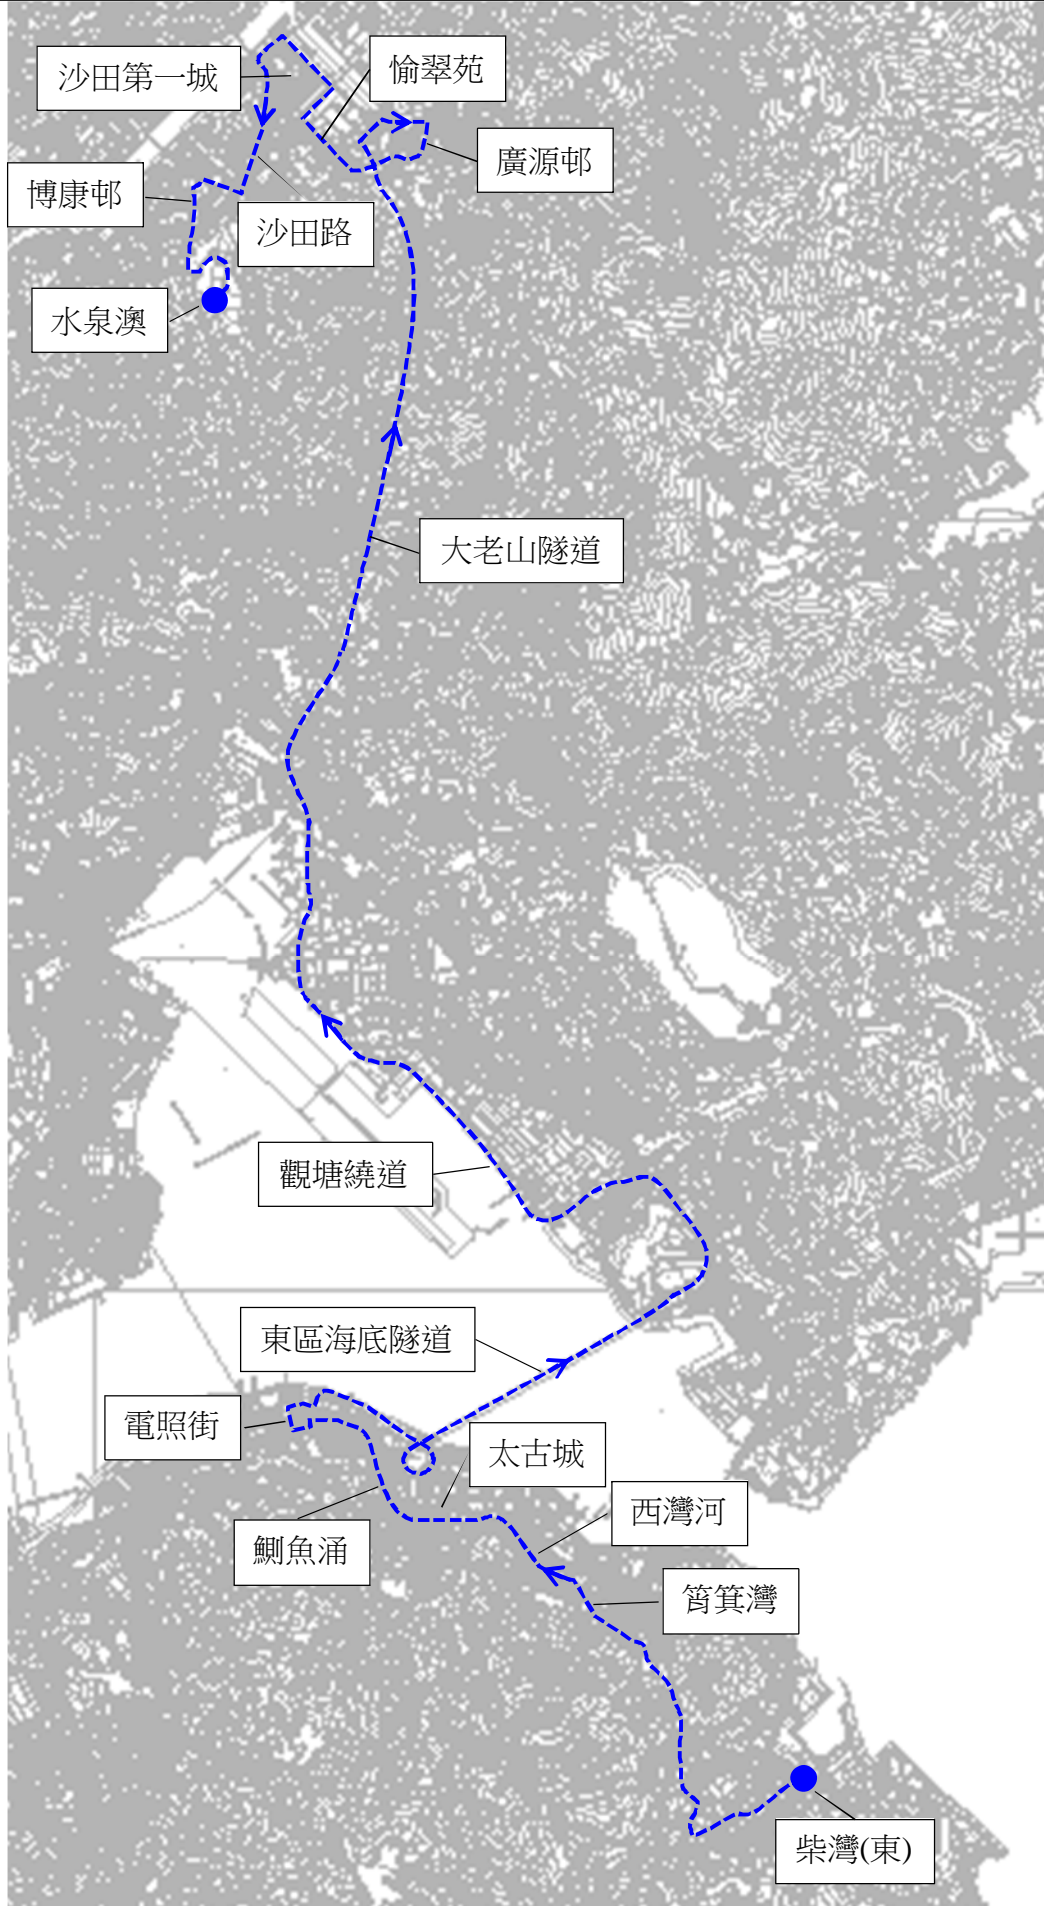 愉翠苑
沙田第一城
廣源邨
博康邨
沙田路
水泉澳
大老山隧道
觀塘繞道
東區海底隧道
電照街
太古城
西灣河
鰂魚涌
筲箕灣
柴灣(東)